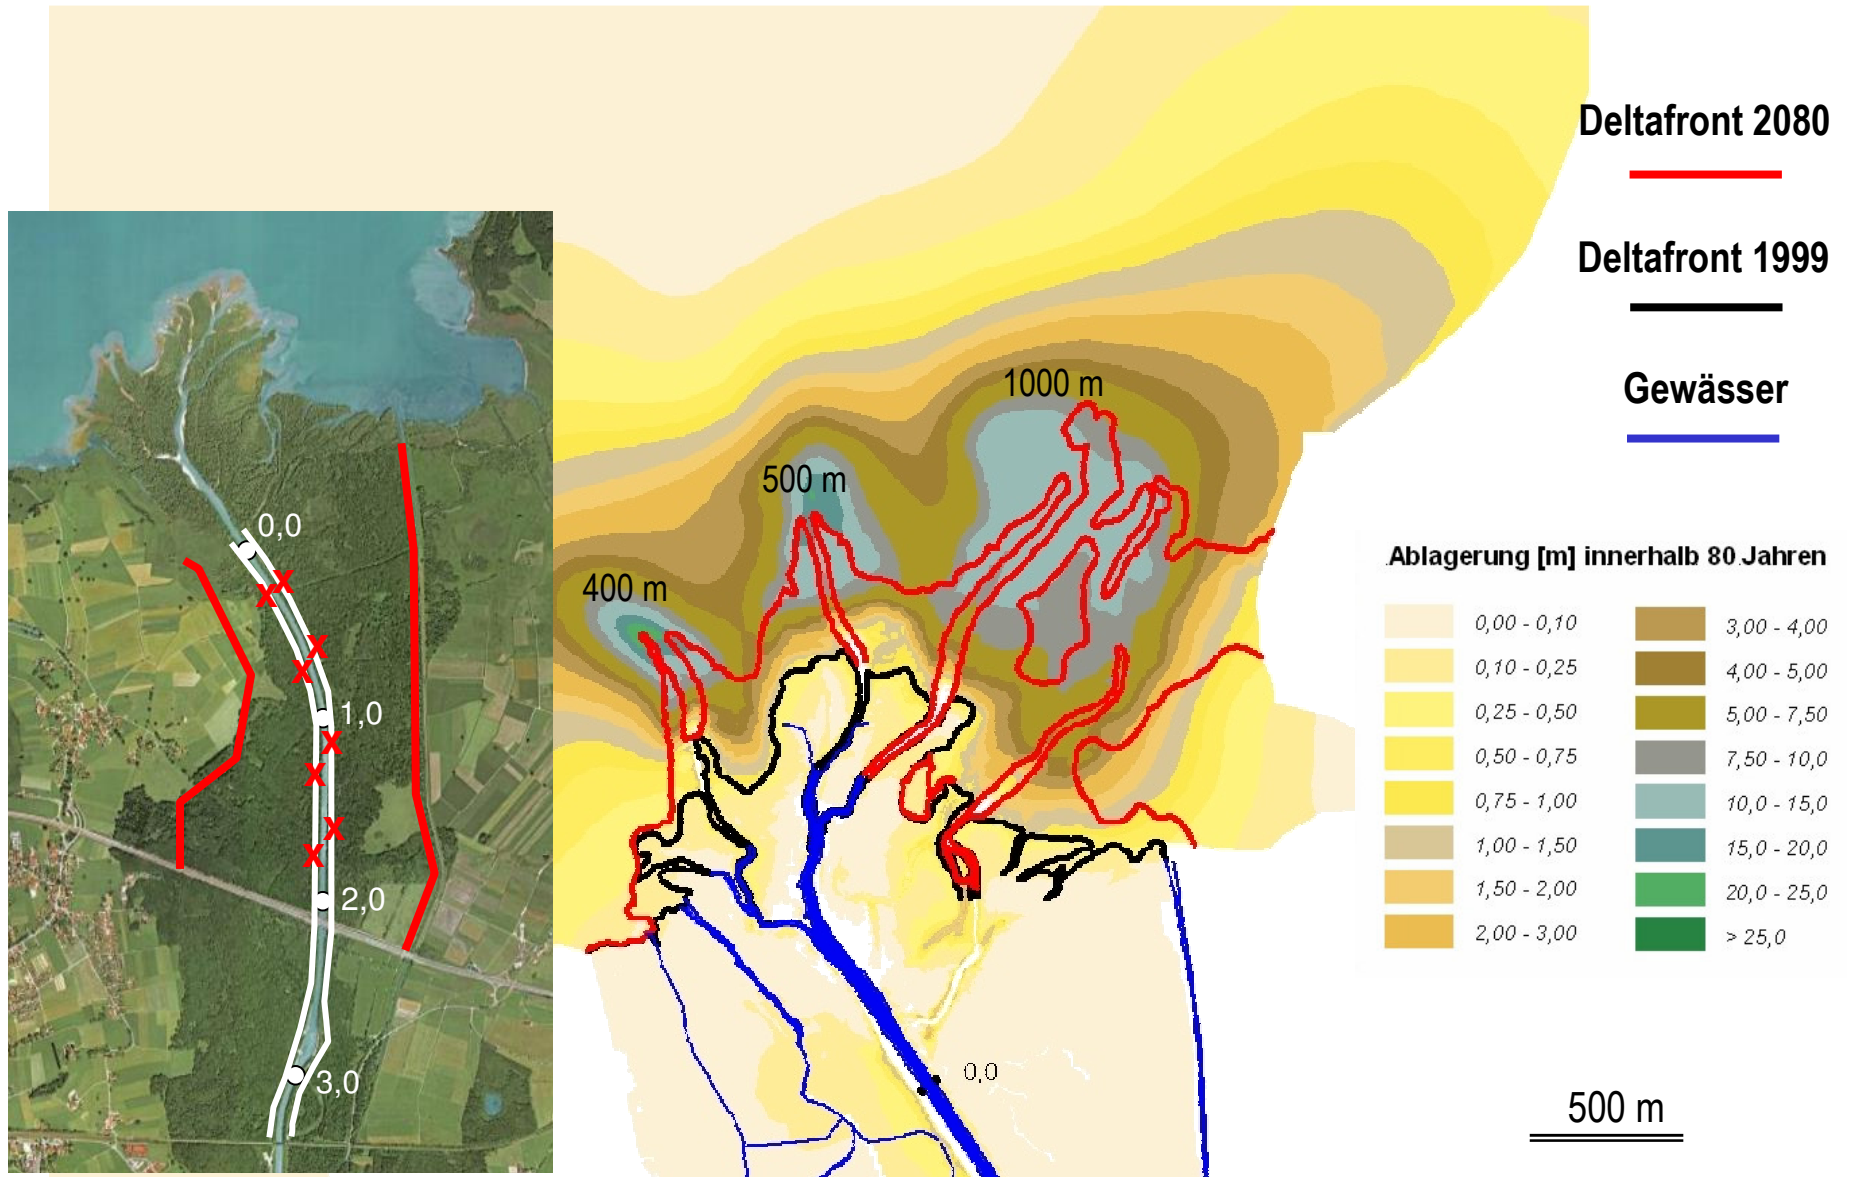 Deltafront 2080
Deltafront 1999
Gewässer
1000 m
500 m
400 m
0,0
x x
x
x
1,0
x
x
x
x
2,0
3,0
0,0
Ablagerung [m] innerhalb 80 Jahren
0,00 - 0,10
0,10 - 0,25
0,25 - 0,50
0,50 - 0,75
0,75 - 1,00
1,00 - 1,50
1,50 - 2,00
2,00 - 3,00
3,00 - 4,00
4,00 - 5,00
5,00 - 7,50
7,50 - 10,0
10,0 - 15,0
15,0 - 20,0
20,0 - 25,0
> 25,0
500 m